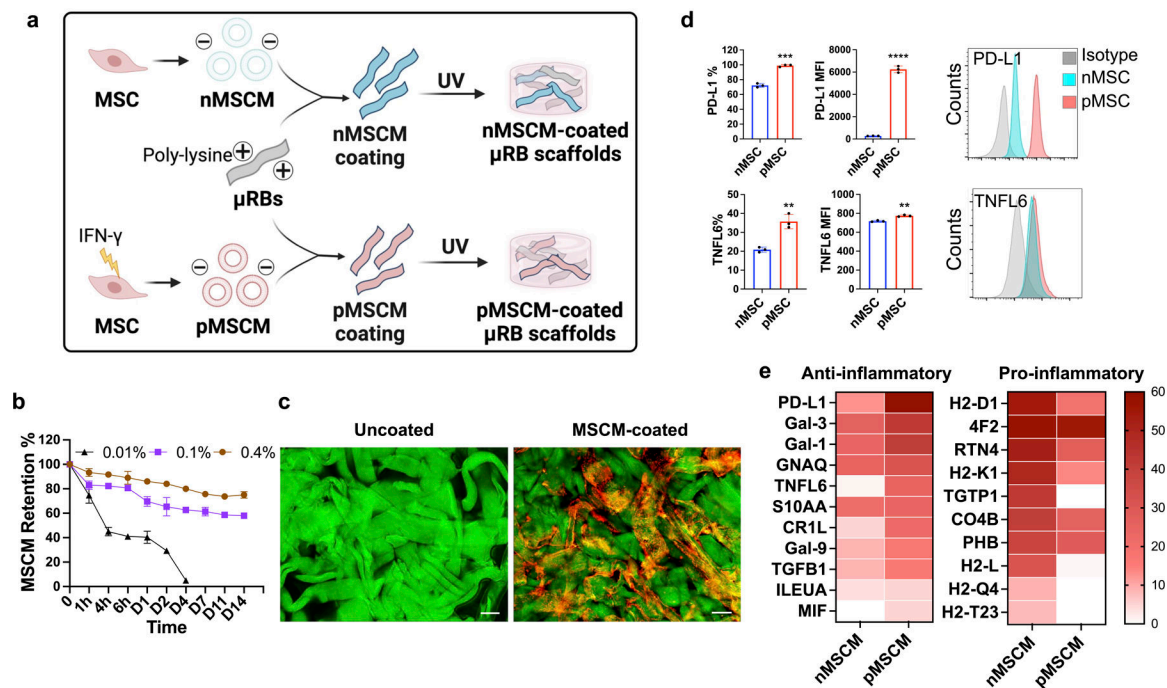 a
MSC
nMSCM
nMSCM
coating
UV
nMSCM-coated
µRB scaffolds
Poly-lysine
µRBs
IFN-γ
MSC
pMSCM
pMSCM
coating
UV
pMSCM-coated
µRB scaffolds
b
MSCM Retention %
0.01% 0.1% 0.4%
120
100
80
60
40
20
0
0 1h 4h 6h D1 D2 D4 D7 D11 D14
Time
c
Uncoated
MSCM-coated
d
PD-L1 %
120
100
80
60
40
20
0
***
nMSC pMSC
PD-L1 MFI
8000
6000
4000
2000
0
****
nMSC pMSC
Counts
PD-L1
Isotype
nMSC
pMSC
TNFL6%
50
40
30
20
10
0
**
nMSC pMSC
TNFL6 MFI
1000
800
600
400
200
0
**
nMSC pMSC
Counts
TNFL6
e
Anti-inflammatory
PD-L1
Gal-3
Gal-1
GNAQ
TNFL6
S10AA
CR1L
Gal-9
TGFB1
ILEUA
MIF
nMSCM pMSCM
Pro-inflammatory
H2-D1
4F2
RTN4
H2-K1
TGTP1
CO4B
PHB
H2-L
H2-Q4
H2-T23
nMSCM pMSCM
60
50
40
30
20
10
0